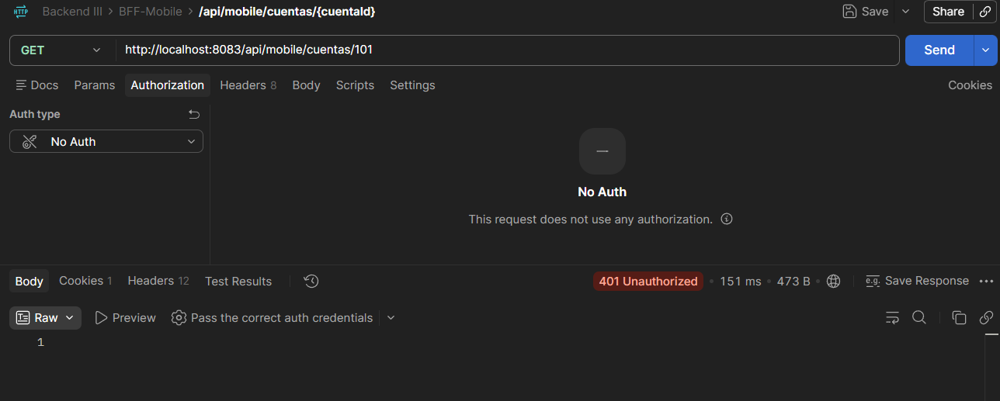 HTTP Backend III > BFF-Mobile > /api/mobile/cuentas/{cuentaId} Save Share
GET http://localhost:8083/api/mobile/cuentas/101 Send
Docs Params Authorization Headers 8 Body Scripts Settings Cookies
Auth type
No Auth
No Auth
This request does not use any authorization.
Body Cookies 1 Headers 12 Test Results 401 Unauthorized • 151 ms • 473 B • e.g. Save Response
Raw Preview Pass the correct auth credentials
1